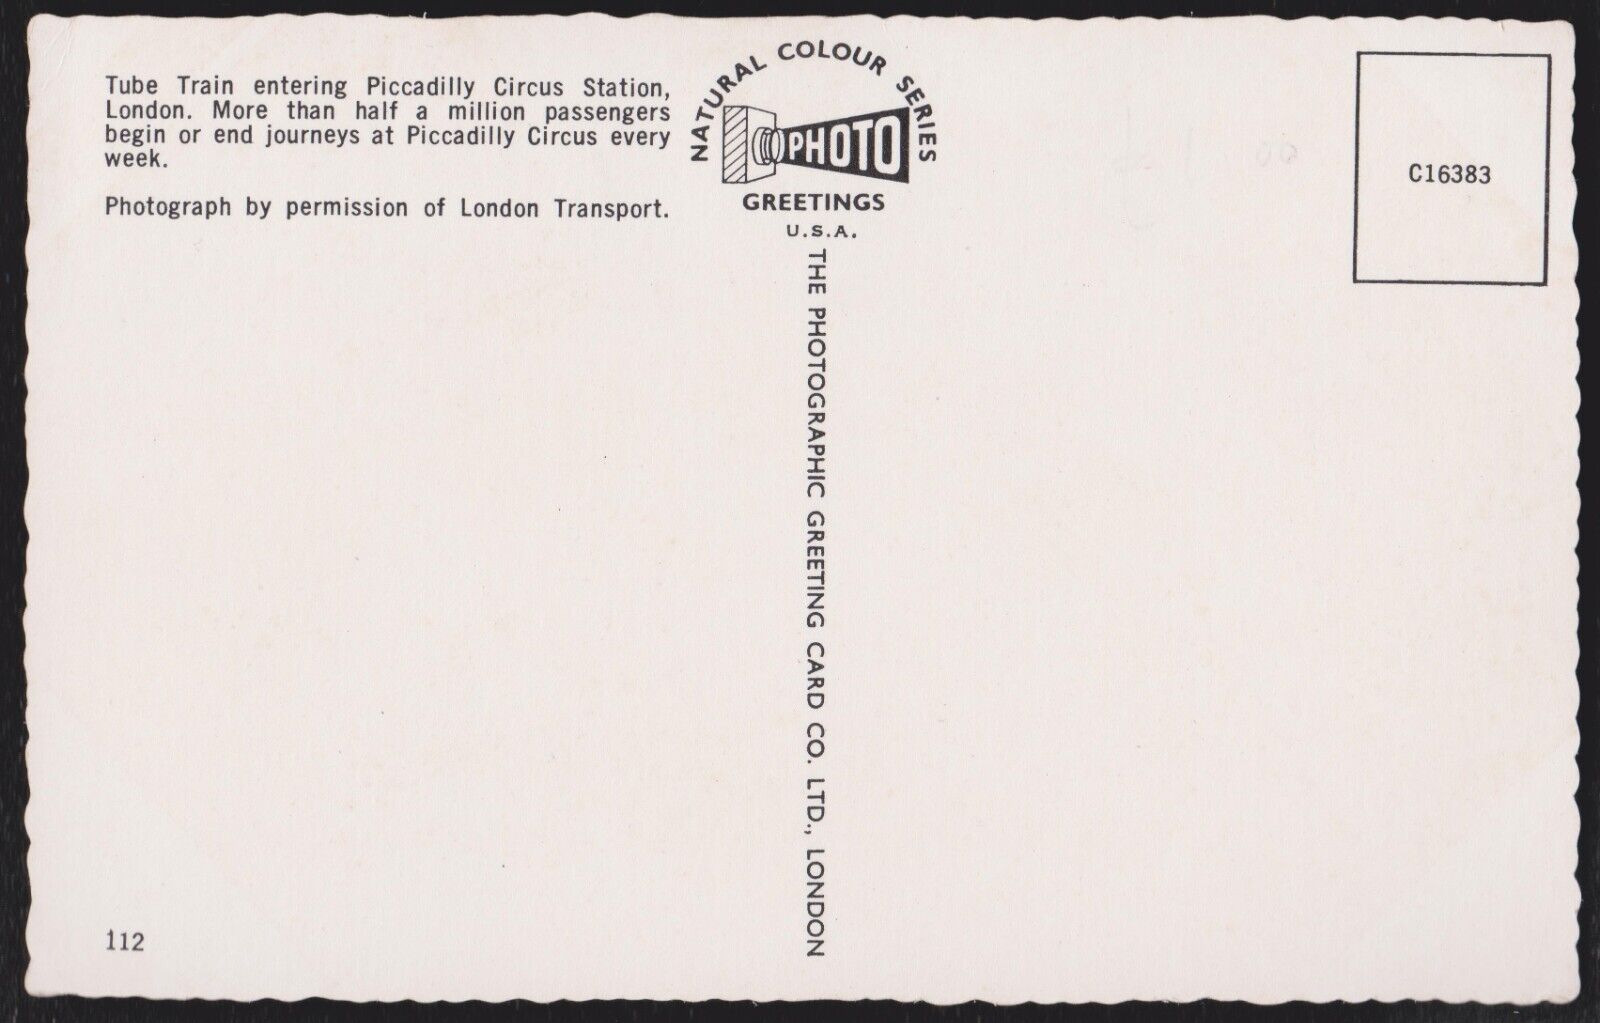 Tube Train entering Piccadilly Circus Station,
London. More than half a million passengers
begin or end journeys at Piccadilly Circus every
week.
Photograph by permission of London Transport.
NATURAL COLOUR SERIES
PHOTO
GREETINGS
U.S.A.
THE PHOTOGRAPHIC GREETING CARD CO. LTD., LONDON
C16383
112